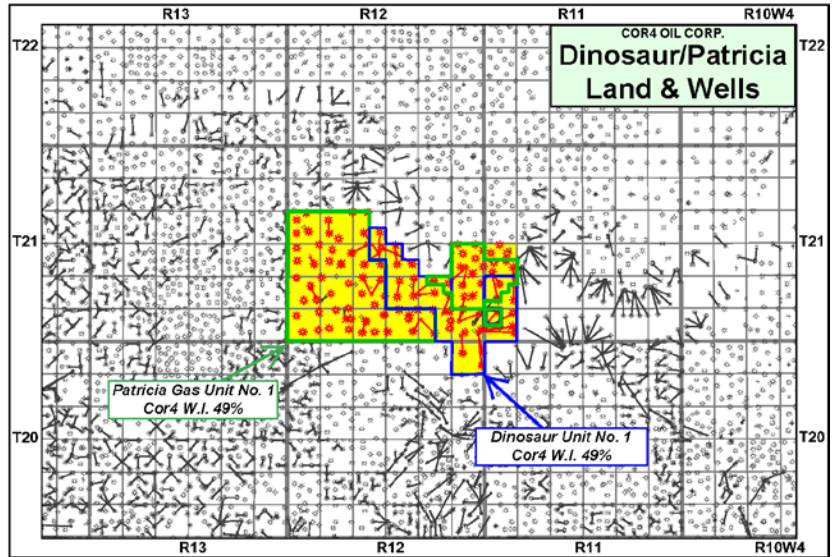 R13 R12 R11 R10W4
T22
T22
COR4 OIL CORP.
Dinosaur/Patricia
Land & Wells
T21
T21
Patricia Gas Unit No. 1
Cor4 W.I. 49%
T20
T20
Dinosaur Unit No. 1
Cor4 W.I. 49%
R13 R12 R11 R10W4